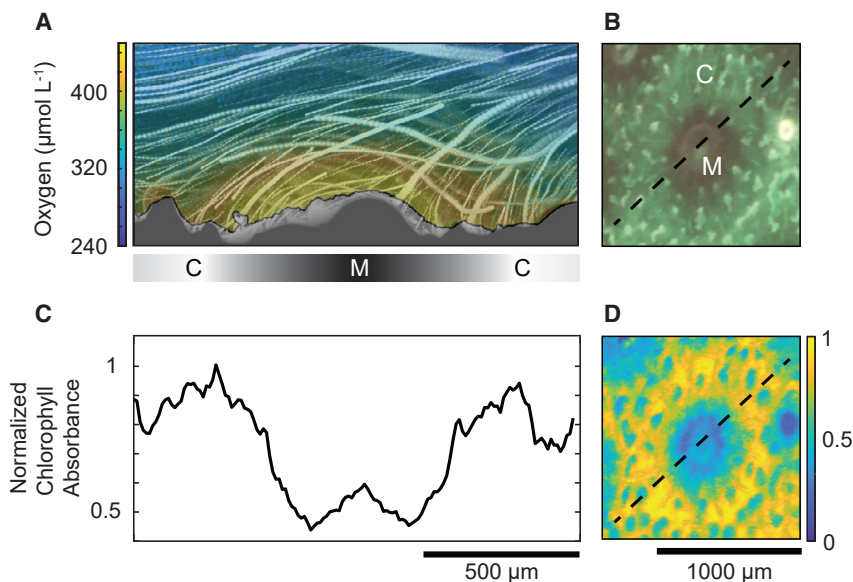 A
B
Oxygen (µmol L⁻¹)
400
320
240
C
M
C
C
M
C
D
Normalized
Chlorophyll
Absorbance
1
0.5
500 µm
1
0.5
0
1000 µm